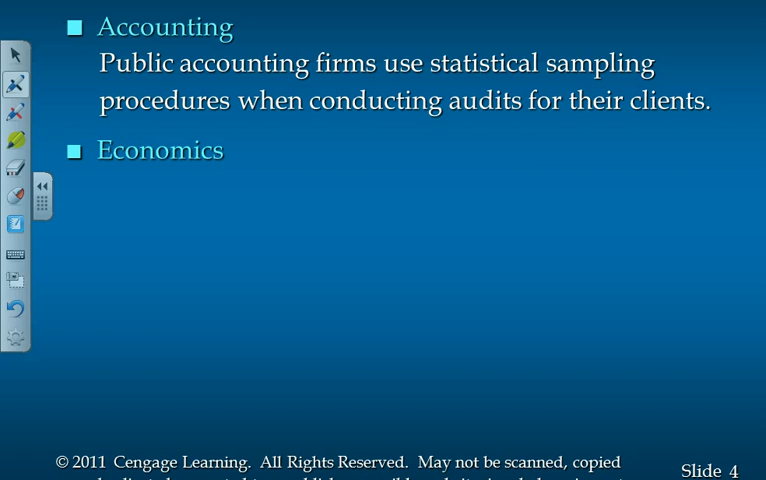 Accounting
Public accounting firms use statistical sampling
procedures when conducting audits for their clients.
Economics
© 2011 Cengage Learning. All Rights Reserved. May not be scanned, copied
Slide 4